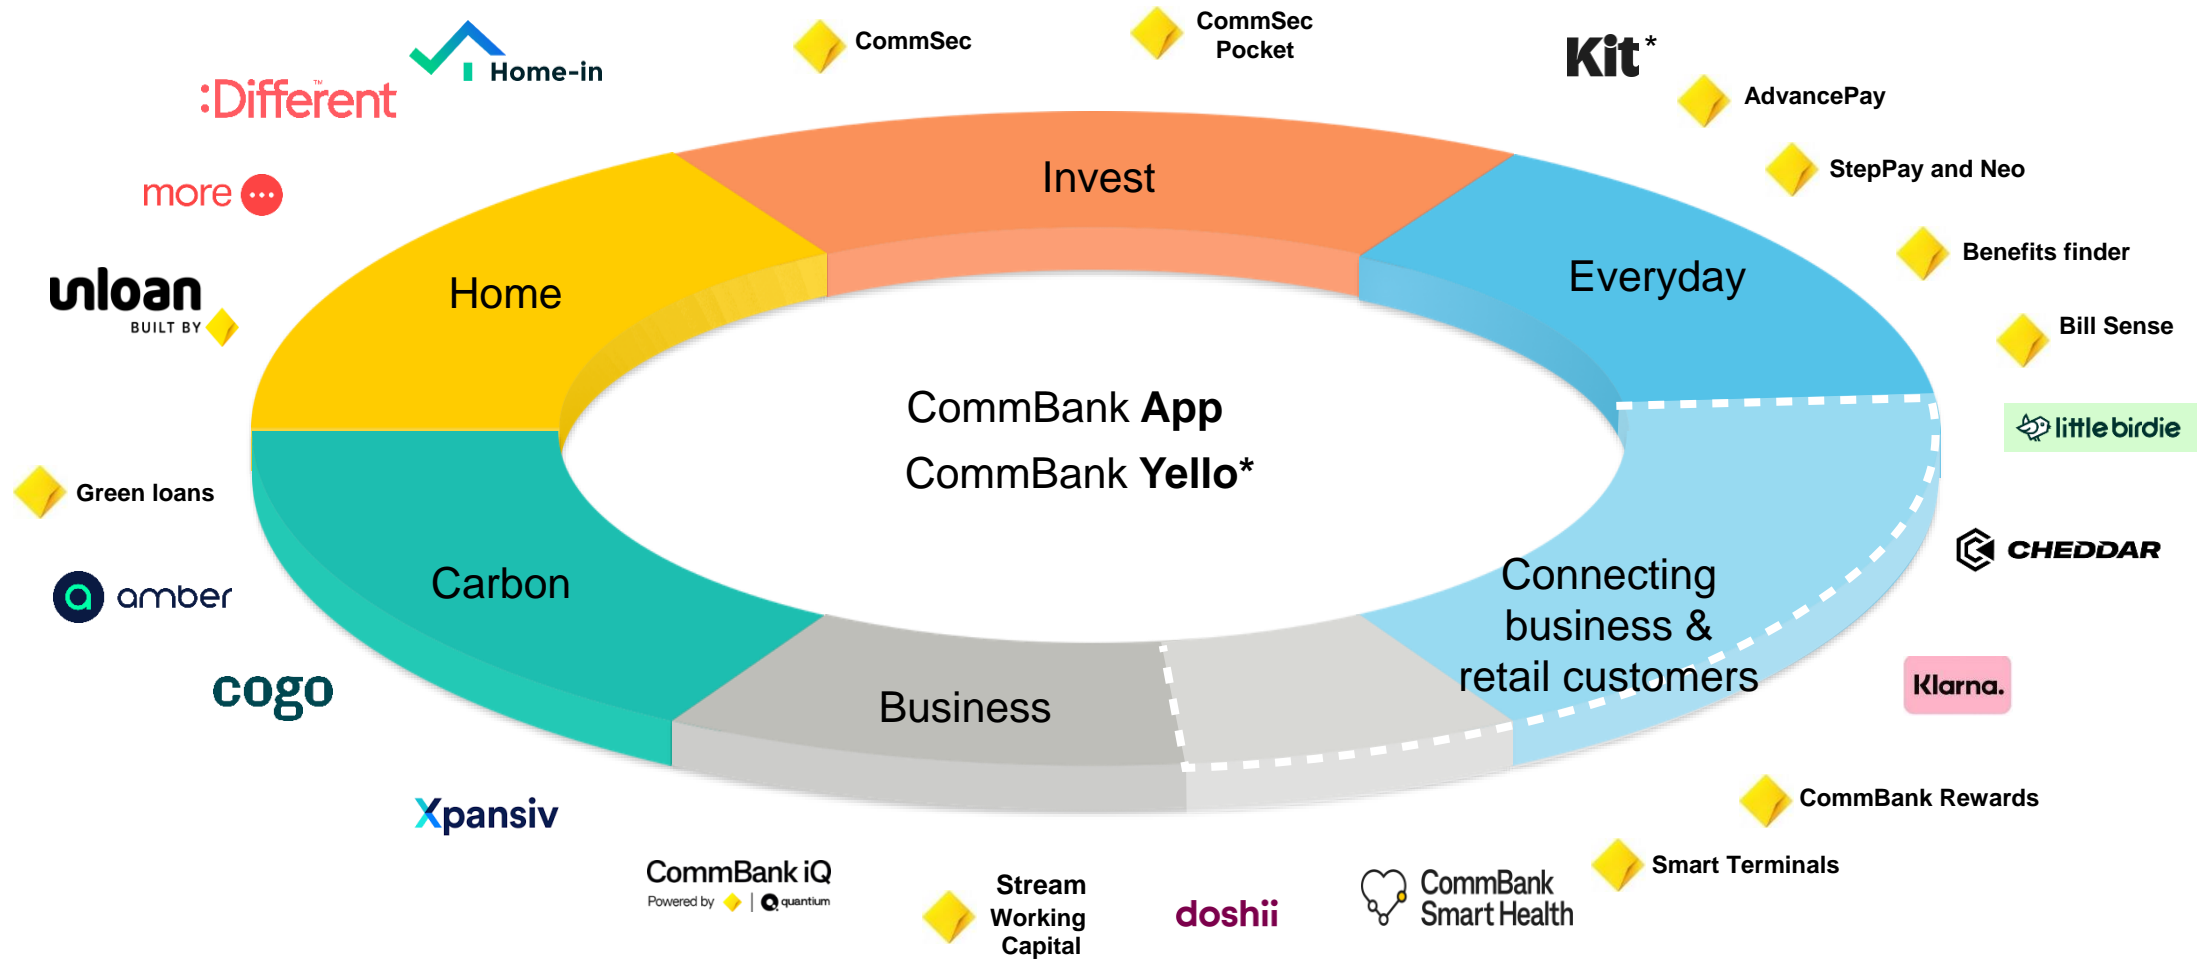 Home-in
:Different™
more
unloan
BUILT BY
CommSec
CommSec
Pocket
Kit*
AdvancePay
StepPay and Neo
Benefits finder
Bill Sense
little birdie
CHEDDAR
Klarna.
CommBank Rewards
Smart Terminals
CommBank
Smart Health
doshii
Stream
Working
Capital
CommBank iQ
Powered by | quantium
Xpansiv
cogo
amber
Green loans
Home
Invest
Everyday
Connecting
business &
retail customers
Business
Carbon
CommBank App
CommBank Yello*